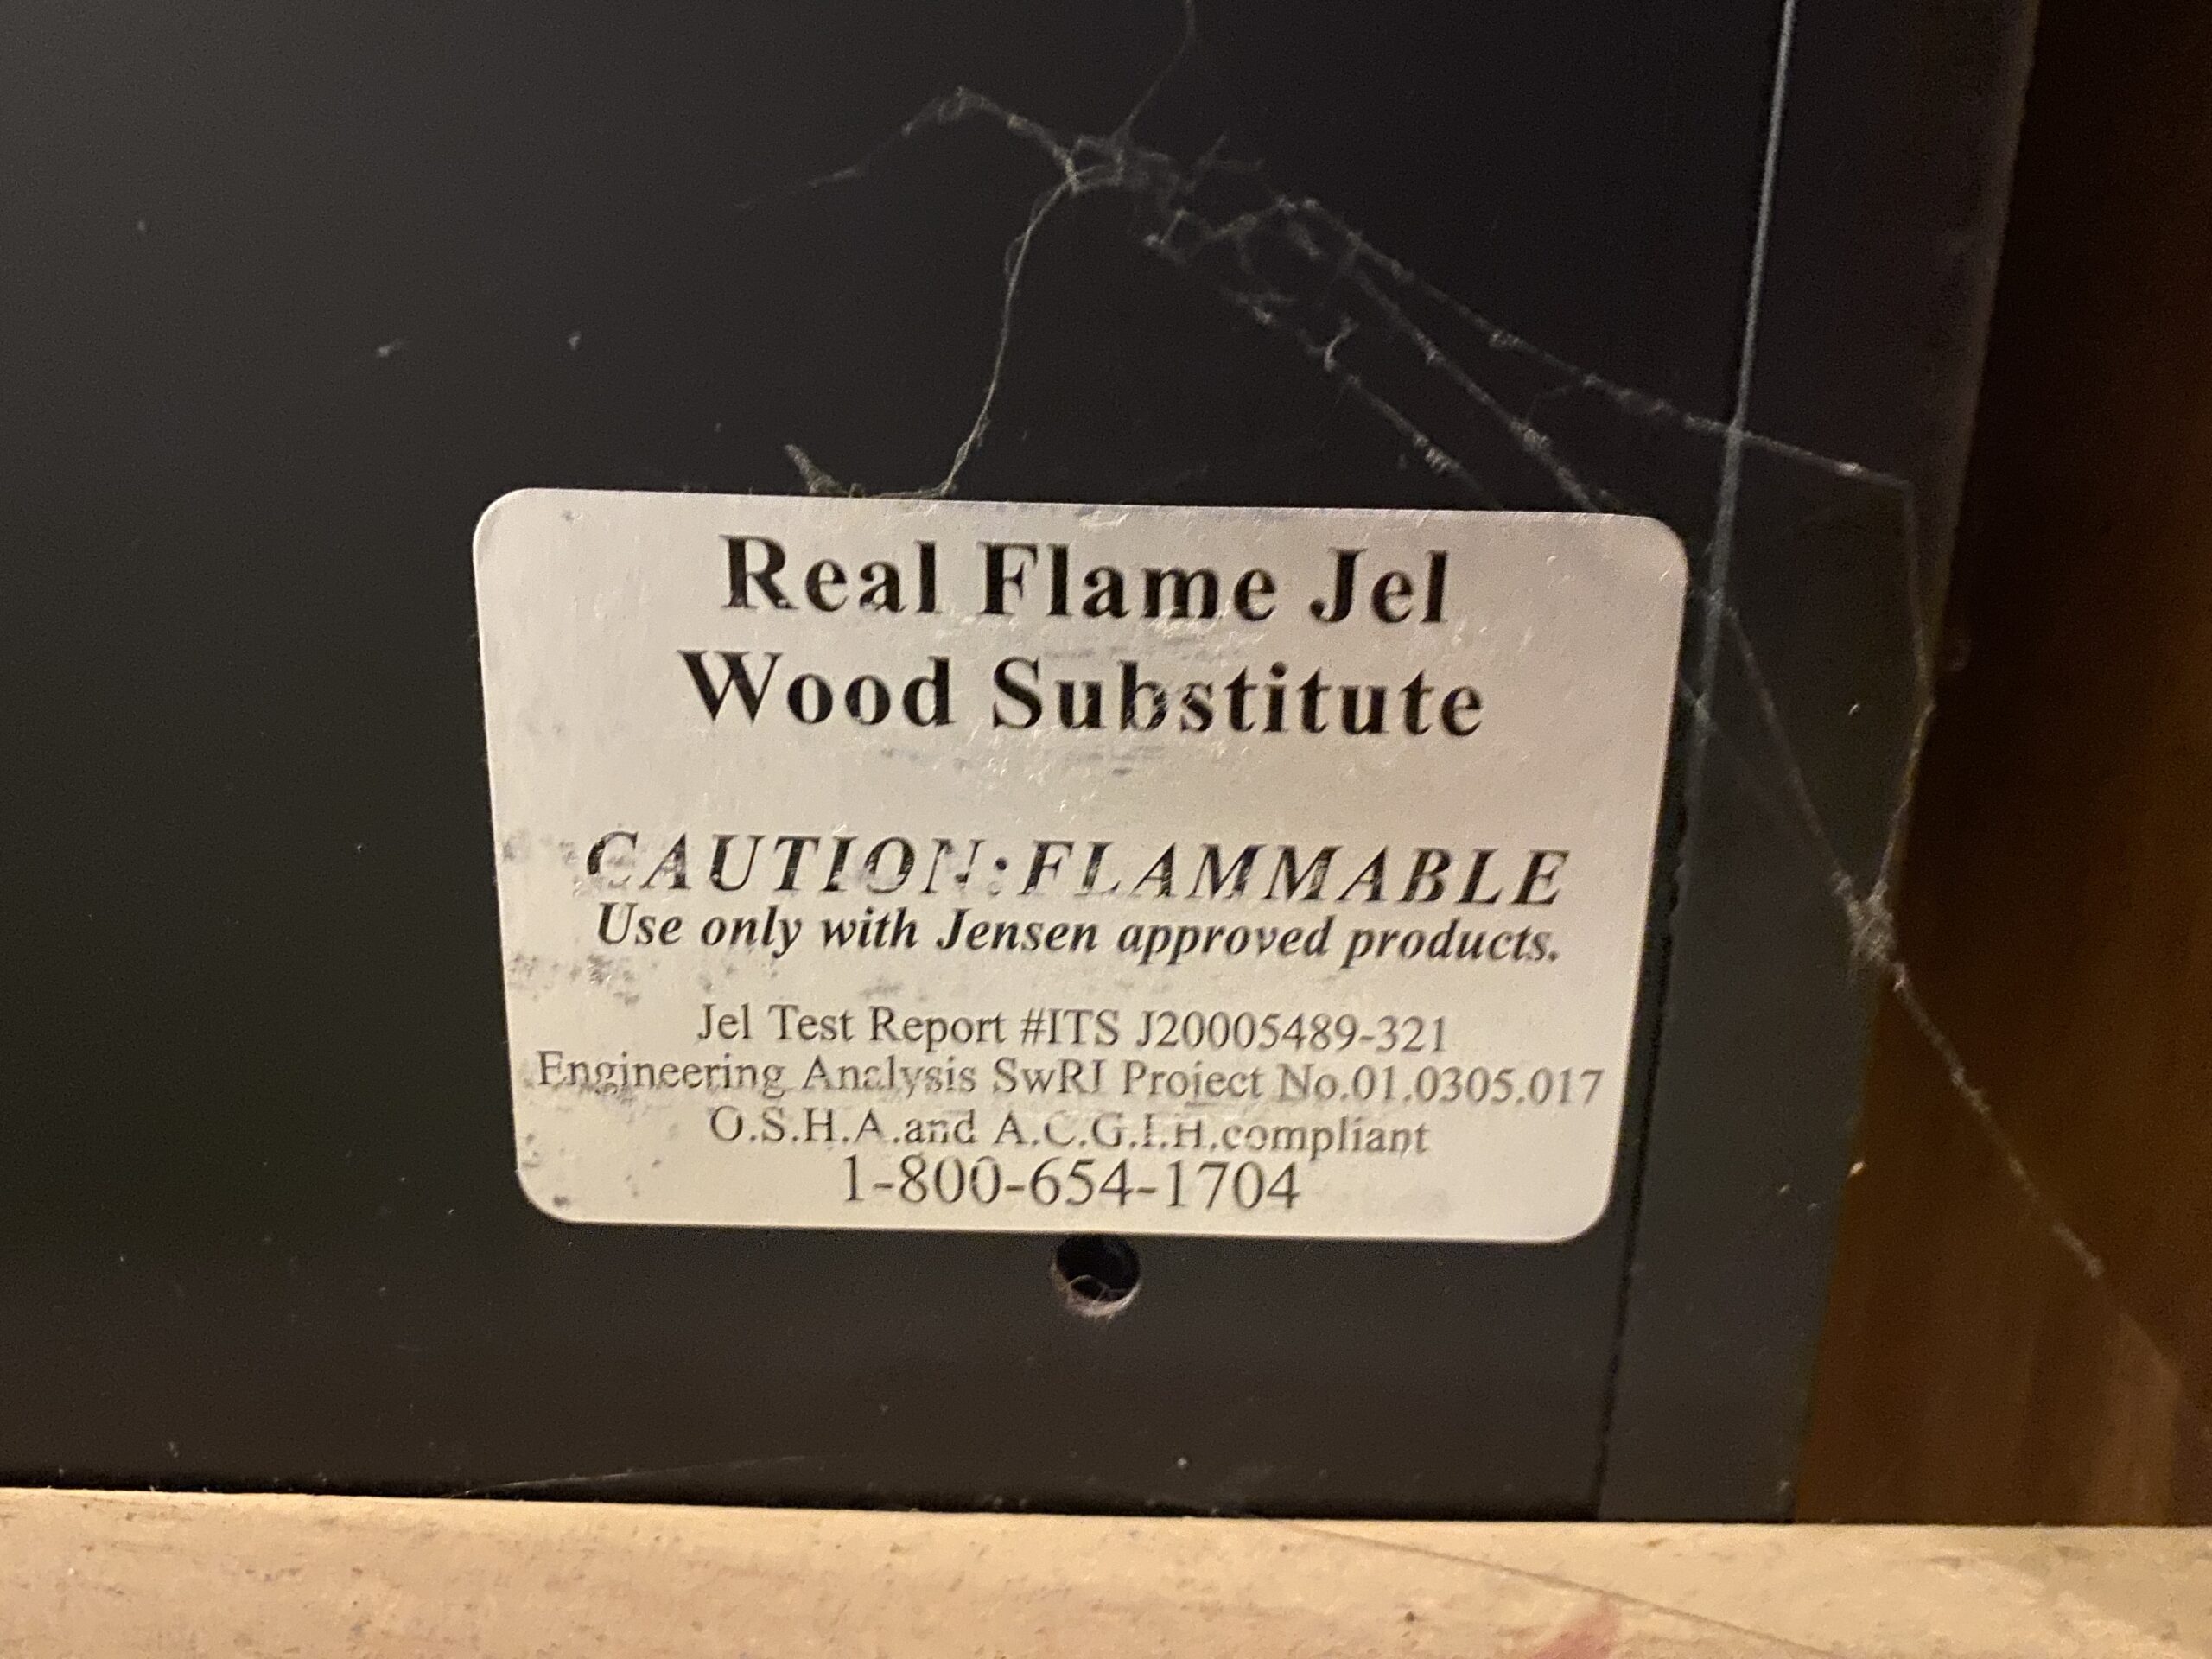 Real Flame Jel
Wood Substitute
CAUTION:FLAMMABLE
Use only with Jensen approved products.
Jel Test Report #ITS J20005489-321
Engineering Analysis SwRI Project No.01.0305.017
O.S.H.A.and A.C.G.I.H.compliant
1-800-654-1704